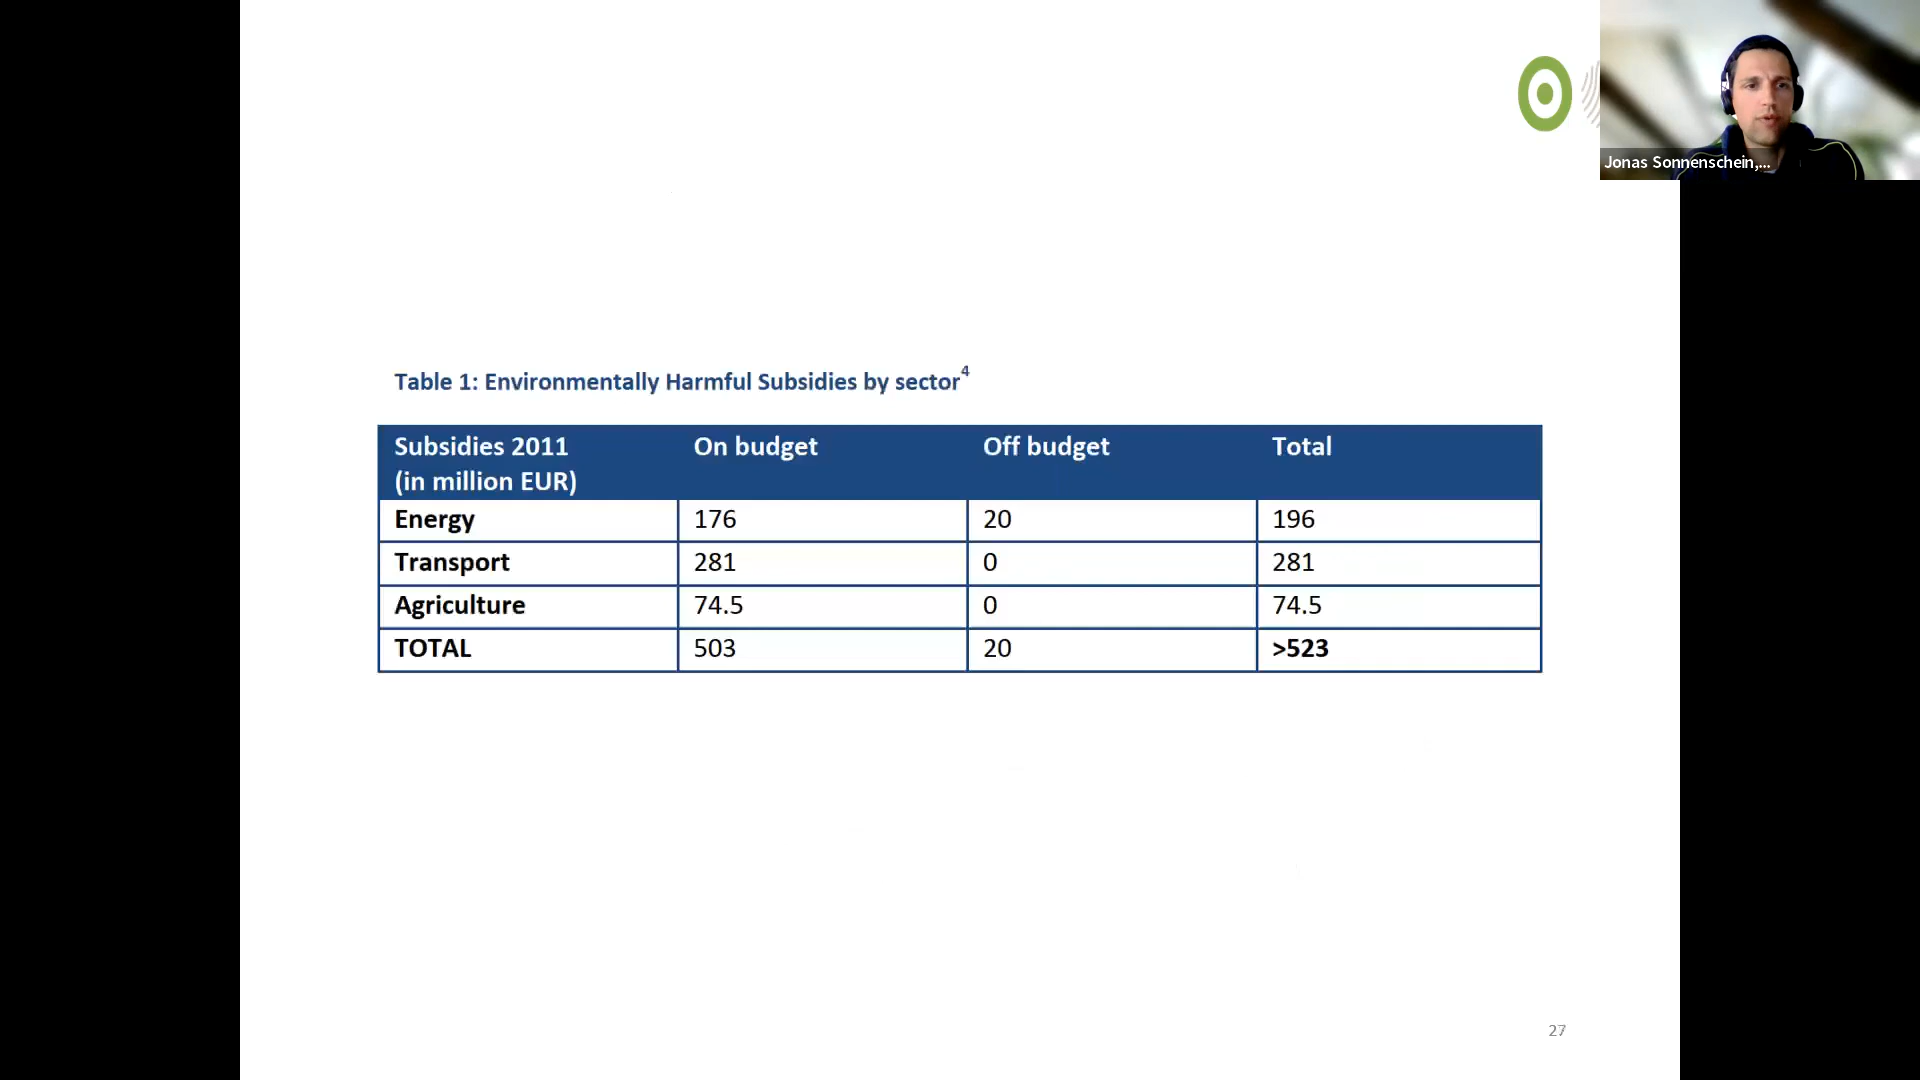 Jonas Sonnenschein,...
Table 1: Environmentally Harmful Subsidies by sector4
Subsidies 2011 (in million EUR) On budget Off budget Total
Energy 176 20 196
Transport 281 0 281
Agriculture 74.5 0 74.5
TOTAL 503 20 >523
27